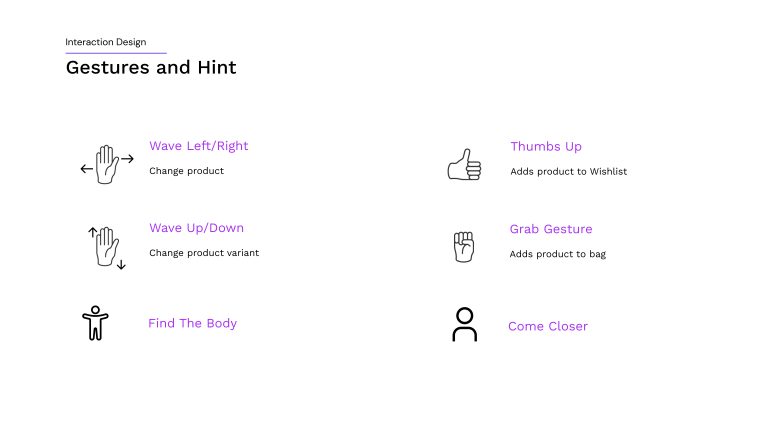 Interaction Design
Gestures and Hint
Wave Left/Right
Change product
Thumbs Up
Adds product to Wishlist
Wave Up/Down
Change product variant
Grab Gesture
Adds product to bag
Find The Body
Come Closer